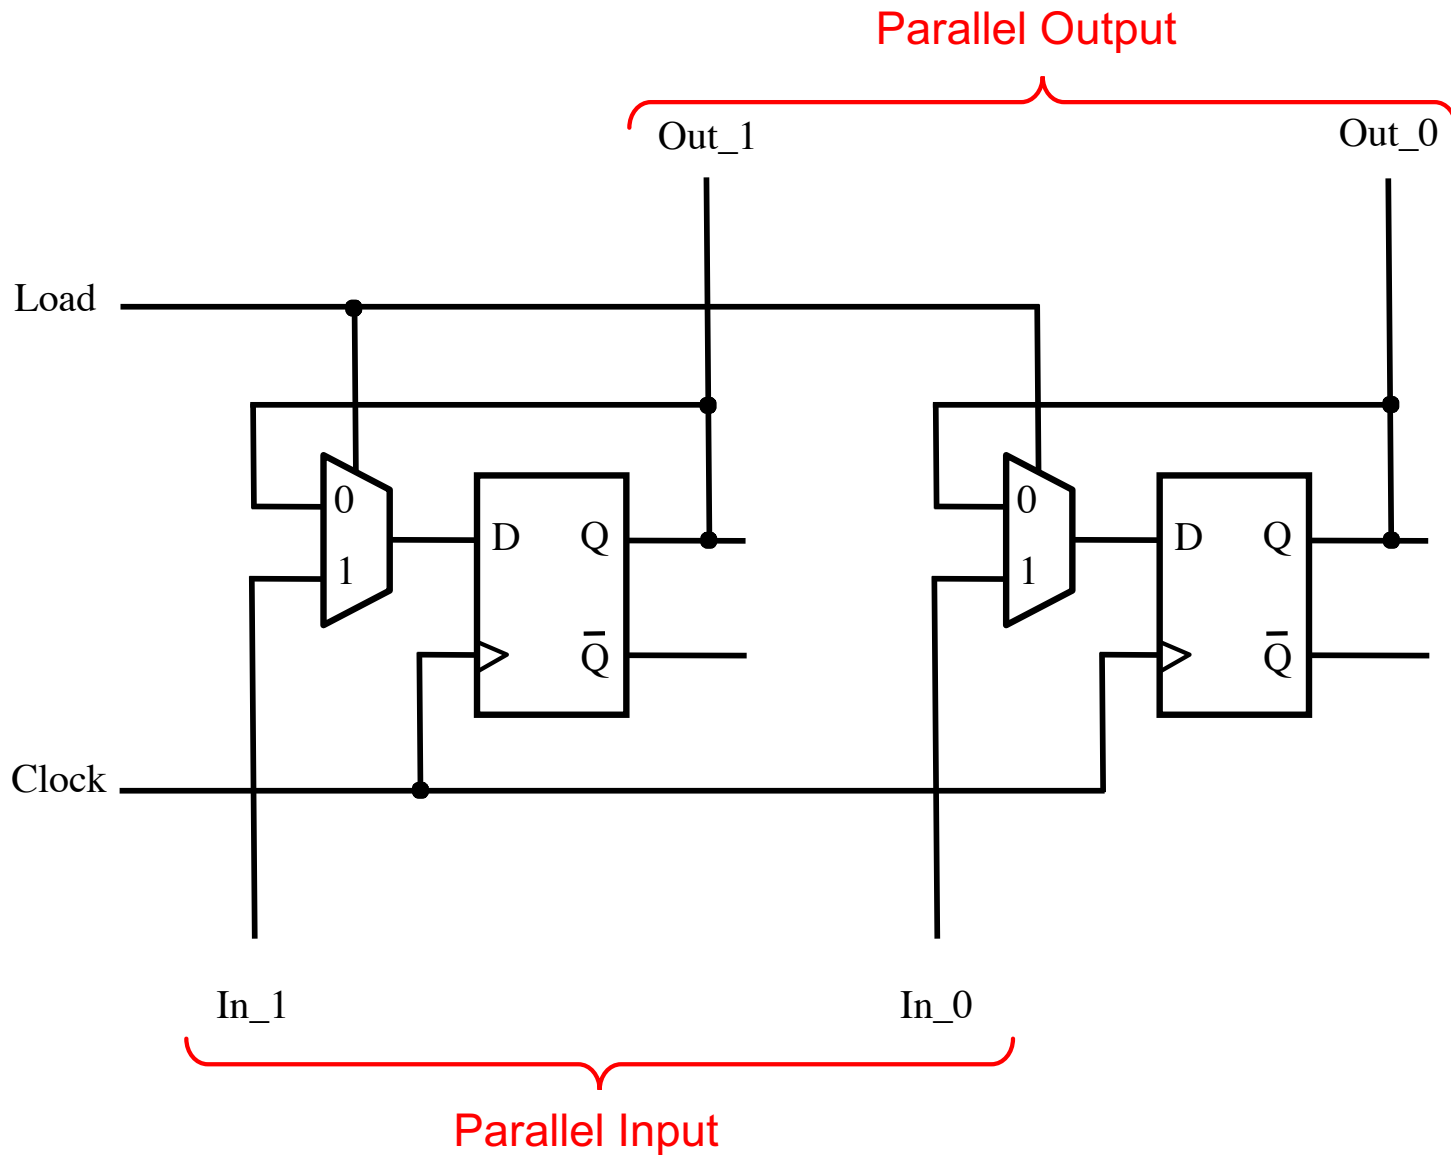 Parallel Output
Out_1
Out_0
Load
0
1
D
Q
Q̅
0
1
D
Q
Q̅
Clock
In_1
In_0
Parallel Input